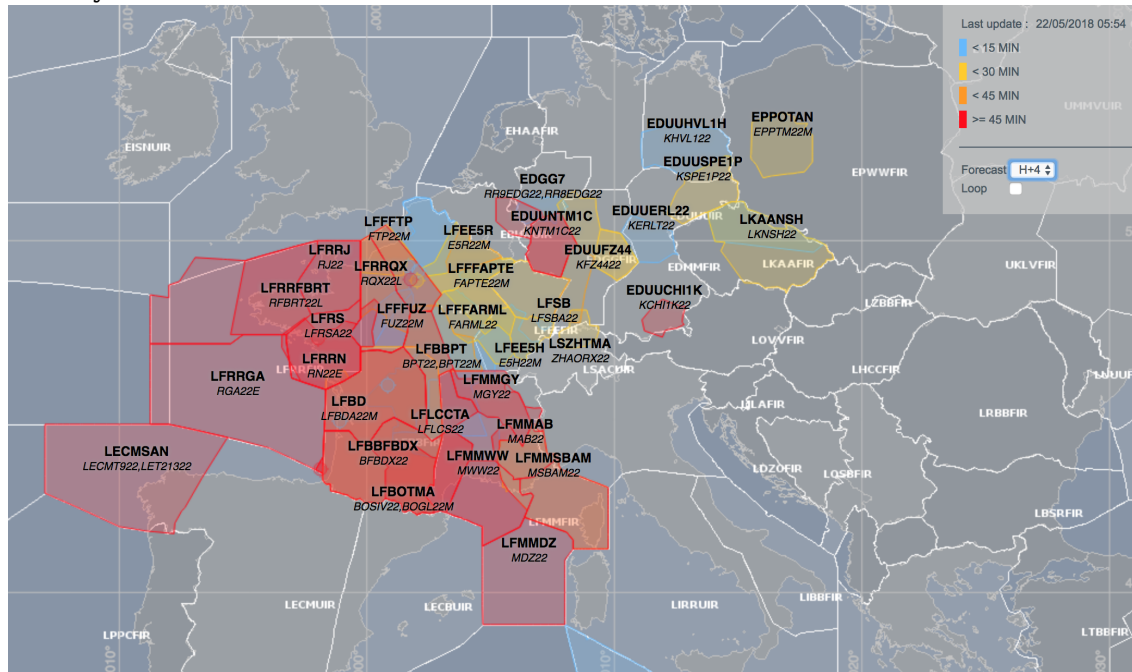 Last update : 22/05/2018 05:54
< 15 MIN
< 30 MIN
< 45 MIN
>= 45 MIN
Forecast H+4
Loop
UMMVUIR
EISNUIR
EHAAFIR
EPWWFIR
EDUUHVL1H
KHVL122
EPPOTAN
EPPTM22M
EDUUSPE1P
KSPE1P22
EDGG7
RR9EDG22,RR8EDG22
EDUUNTM1C
KNTM1C22
EDUUERL22
KERLT22
LKAANSH
LKNSH22
LFFFTP
FTP22M
LFEE5R
E5R22M
EDUUFZ44
KFZ4422
EDMMFIR
LKAAFIR
UKLVFIR
LFRRJ
RJ22
LFRRQX
RQX22L
LFFFAPTE
FAPTE22M
LFRRFBRT
RFBRT22L
EDUUCHI1K
KCHI1K22
LZBBFIR
LFRS
LFRSA22
LFFFUZ
FUZ22M
LFFFARML
FARML22
LFSB
LFSBA22
LOVVFIR
LFRRN
RN22E
LFBBPT
BPT22,BPT22M
LFEE5H
E5H22M
LSZHTMA
ZHAORX22
LSACUIR
LHCCFIR
LFRRGA
RGA22E
LFMMGY
MGY22
LJLAFIR
LRBBFIR
LFBD
LFBDA22M
LFLCCTA
LFLCS22
LFMMAB
MAB22
LECMSAN
LECMT922,LET21322
LFBBFBDX
BFBDX22
LFMMWW
MWW22
LFMMSBAM
MSBAM22
LDZOFIR
LQSBFIR
LFBOTMA
BOSIV22,BOGL22M
LFMMFIR
LBSRFIR
LFMMDZ
MDZ22
LECMUIR
LECBUIR
LIRRUIR
LIBBFIR
LPPCFIR
LTBBFIR